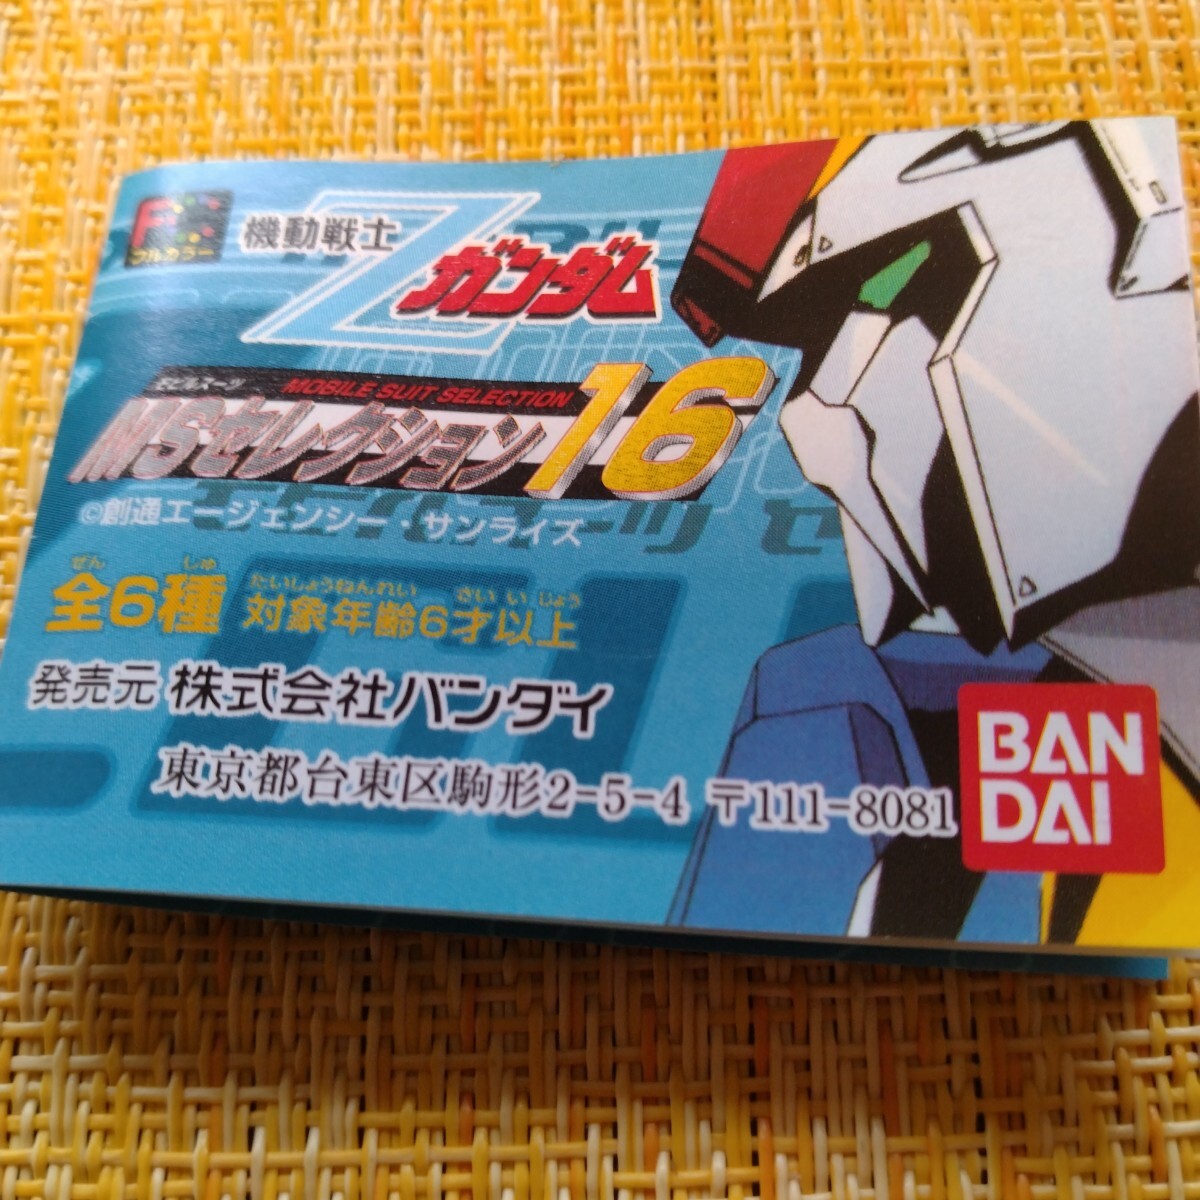 F
フルカラー
機動戦士
Z
ガンダム
モビルスーツ
MOBILE SUIT SELECTION
MSセレクション16
©創通エージェンシー・サンライズ
ぜん しゅ
全6種
たいしょうねんれい さい いじょう
対象年齢6才以上
発売元 株式会社バンダイ
東京都台東区駒形2-5-4 〒111-8081
BAN
DAI